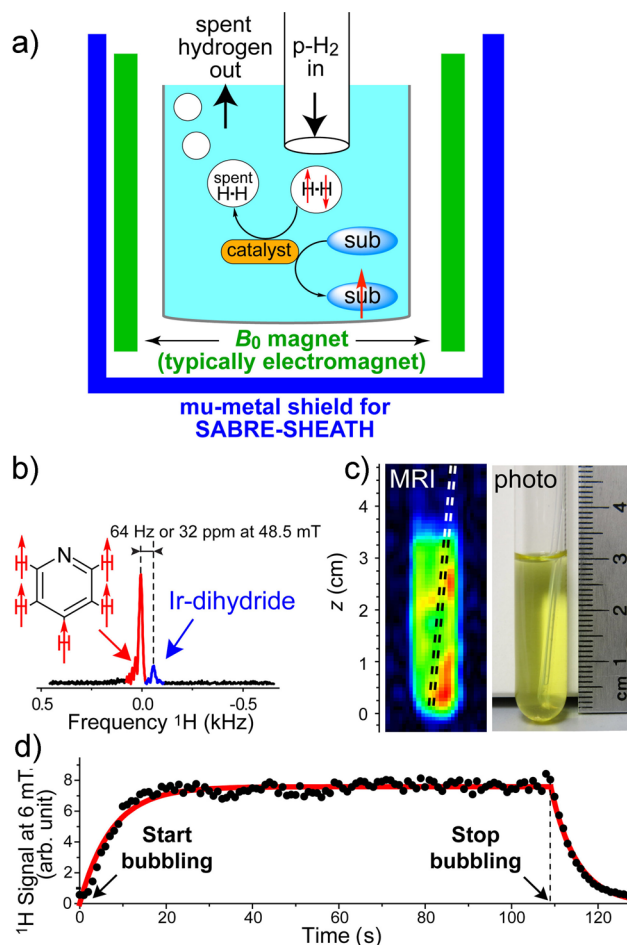 a)
spent
hydrogen
out
p-H2
in
spent
H-H
H-H
catalyst
sub
sub
B0 magnet
(typically electromagnet)
mu-metal shield for
SABRE-SHEATH
b)
64 Hz or 32 ppm at 48.5 mT
N
H H
H H
H
Ir-dihydride
0.5 0.0 -0.5
Frequency 1H (kHz)
c)
MRI
photo
z (cm)
4
3
2
1
0
4
3
2
1
cm
d)
1H Signal at 6 mT.
(arb. unit)
8
6
4
2
0
Start
bubbling
Stop
bubbling
0 20 40 60 80 100 120
Time (s)